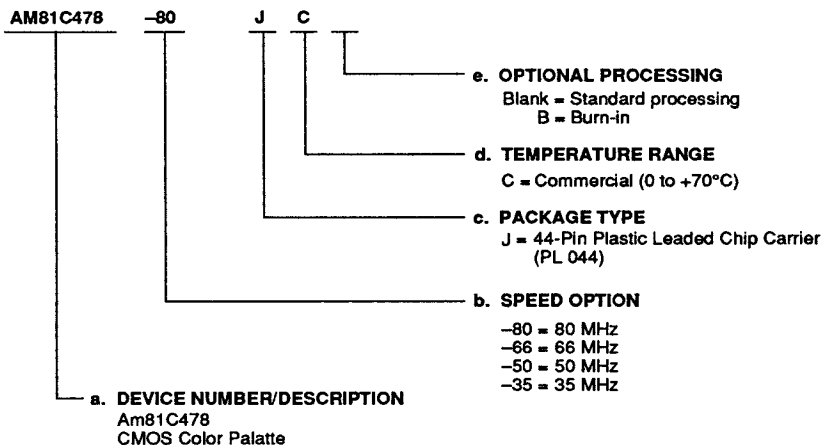 AM81C478 –80 J C
e. OPTIONAL PROCESSING
Blank = Standard processing
B = Burn-in
d. TEMPERATURE RANGE
C = Commercial (0 to +70°C)
c. PACKAGE TYPE
J = 44-Pin Plastic Leaded Chip Carrier
(PL 044)
b. SPEED OPTION
–80 = 80 MHz
–66 = 66 MHz
–50 = 50 MHz
–35 = 35 MHz
a. DEVICE NUMBER/DESCRIPTION
Am81C478
CMOS Color Palatte